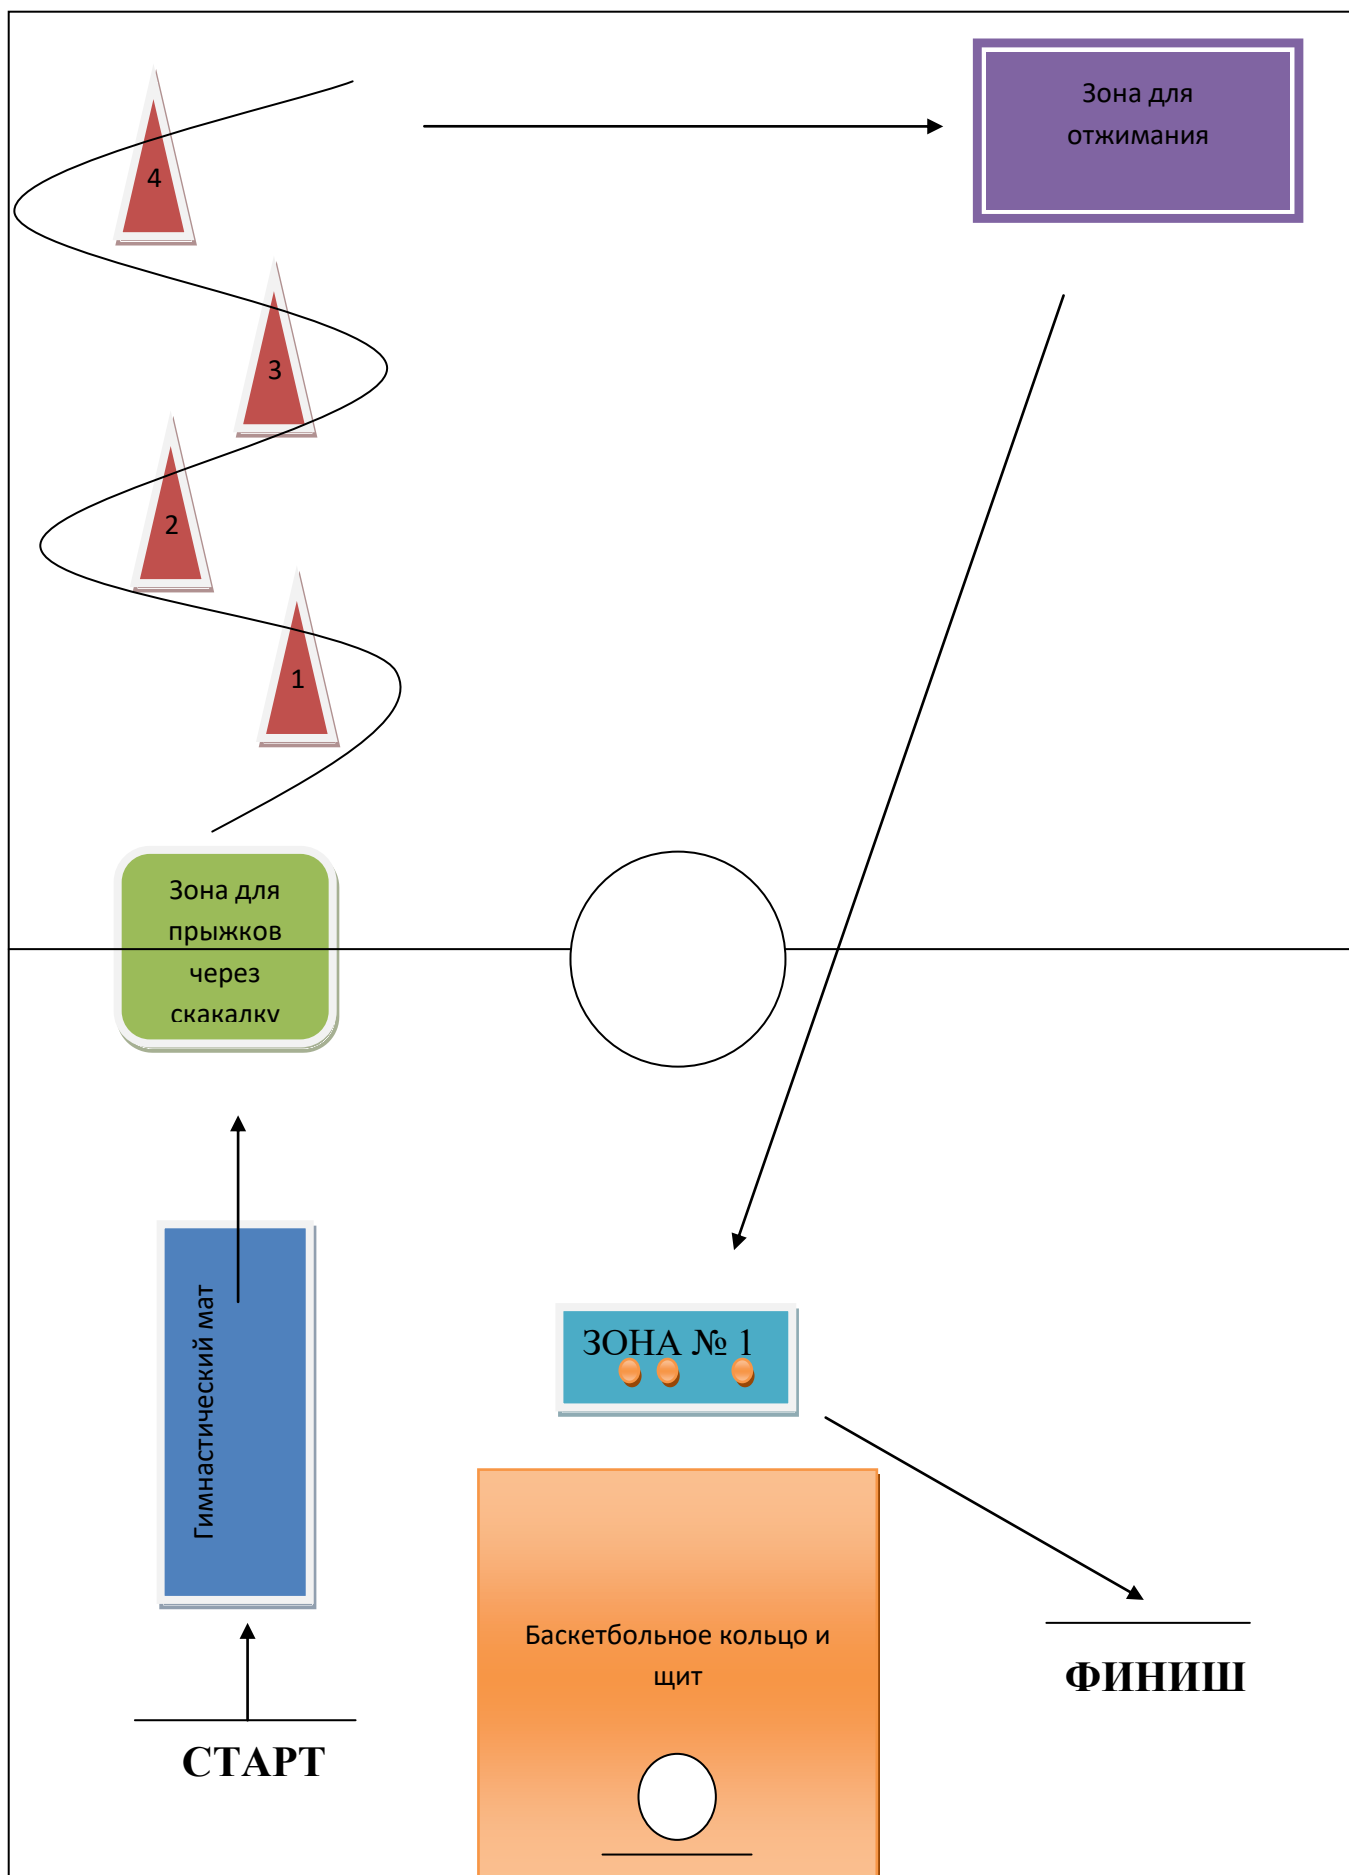 Зона для
отжимания
4
3
2
1
Зона для
прыжков
через
скакалку
Гимнастический мат
ЗОНА № 1
Баскетбольное кольцо и
щит
ФИНИШ
СТАРТ